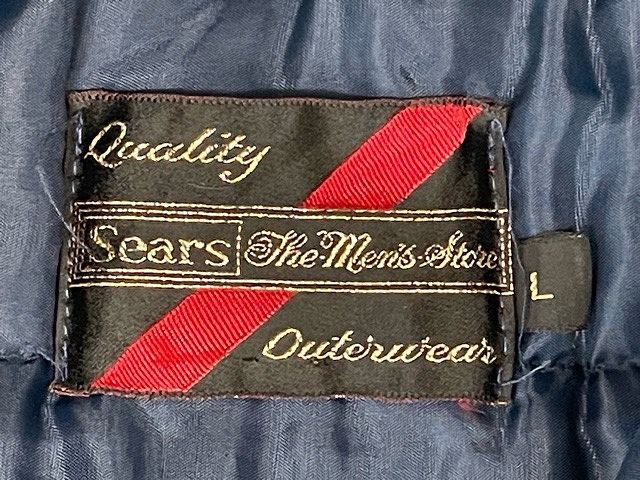 Quality
Sears The Men's Store
Outerwear
L